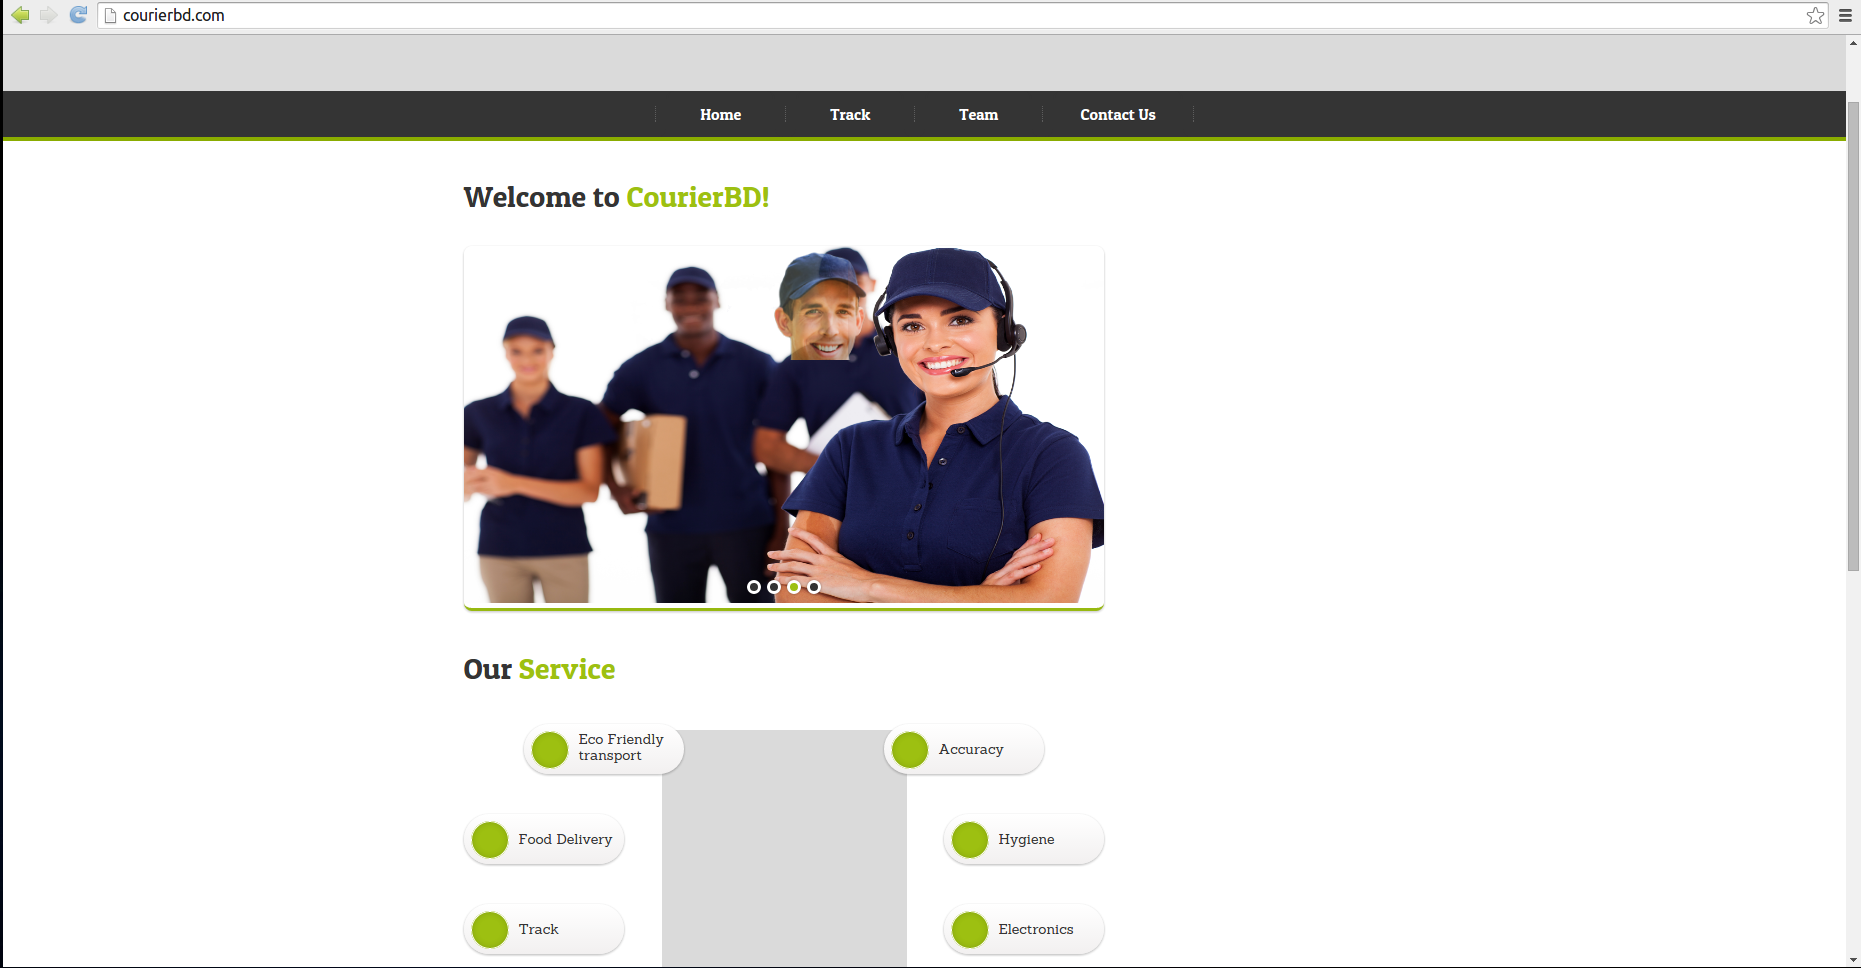 courierbd.com
Home Track Team Contact Us
Welcome to CourierBD!
Our Service
Eco Friendly
transport
Accuracy
Food Delivery
Hygiene
Track
Electronics